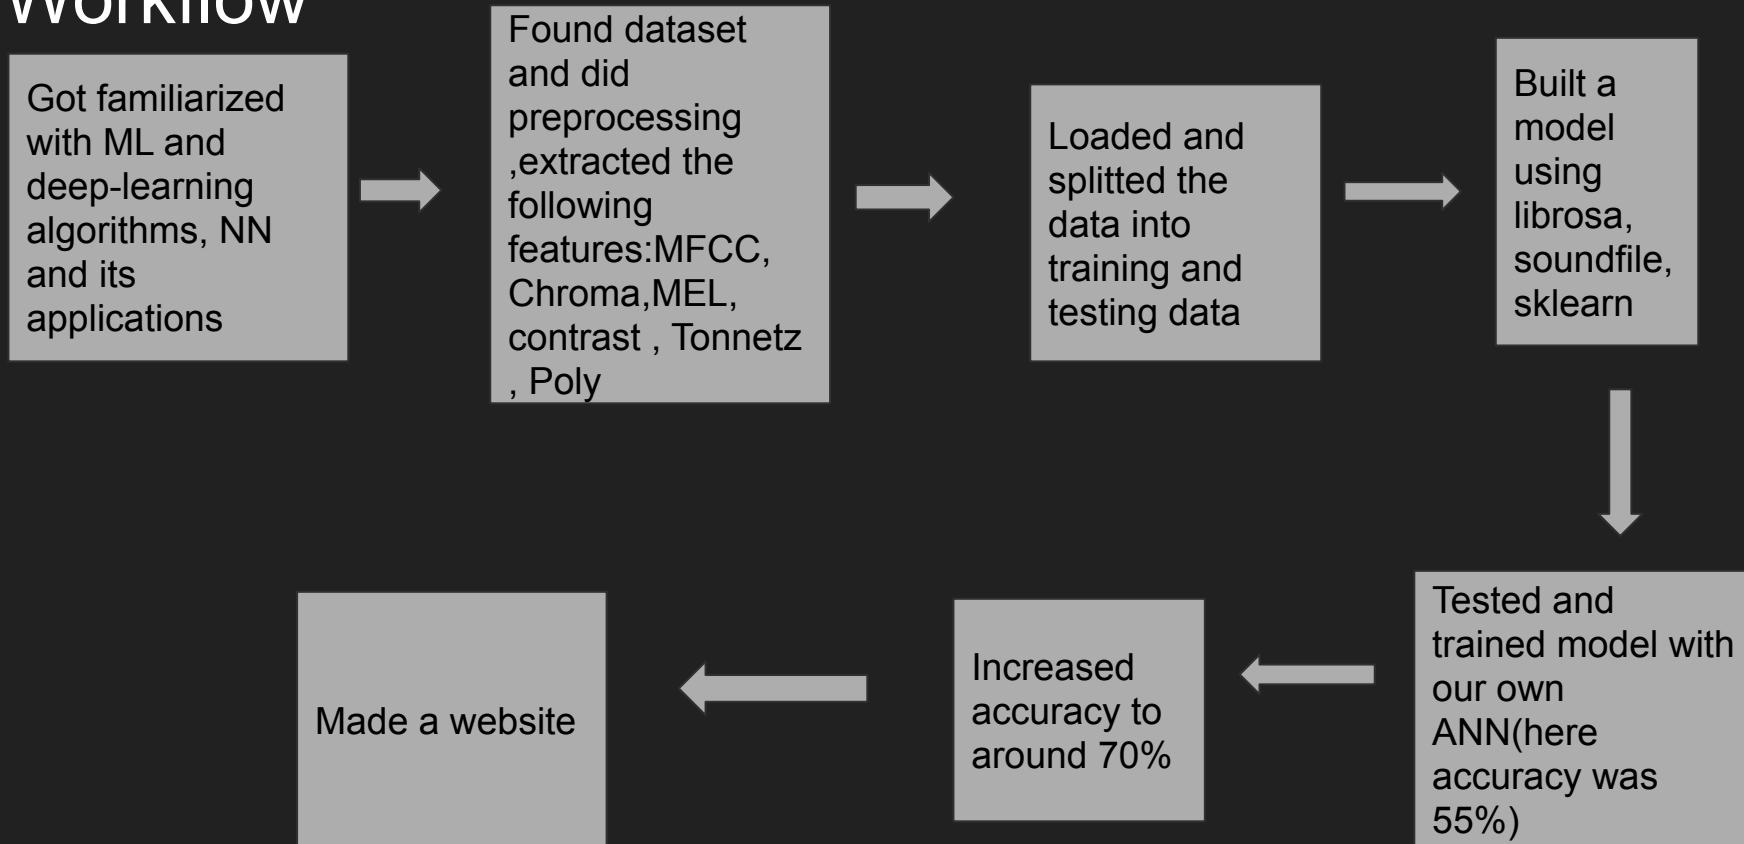 Workflow
Got familiarized
with ML and
deep-learning
algorithms, NN
and its
applications
Found dataset
and did
preprocessing
,extracted the
following
features:MFCC,
Chroma,MEL,
contrast , Tonnetz
, Poly
Loaded and
splitted the
data into
training and
testing data
Built a
model
using
librosa,
soundfile,
sklearn
Tested and
trained model with
our own
ANN(here
accuracy was
55%)
Increased
accuracy to
around 70%
Made a website